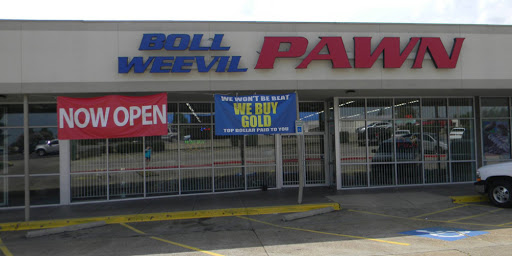 BOLL
WEEVIL
PAWN
NOW OPEN
WE WON'T BE BEAT
WE BUY
GOLD
TOP DOLLAR PAID TO YOU